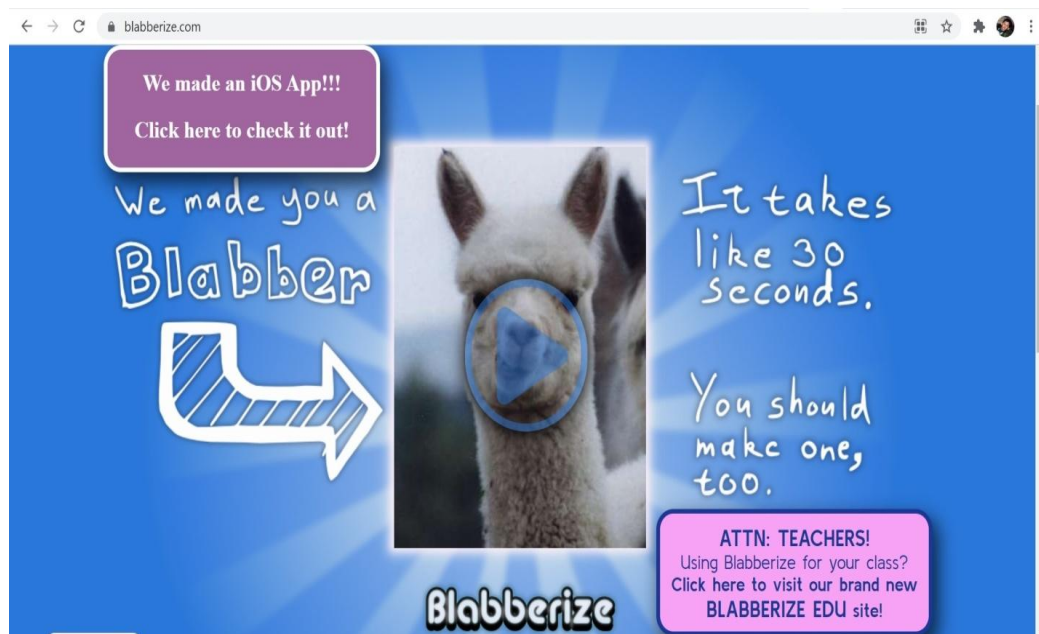 blabberize.com
We made an iOS App!!!
Click here to check it out!
We made you a
Blabber
It takes
like 30
seconds.
You should
make one,
too.
ATTN: TEACHERS!
Using Blabberize for your class?
Click here to visit our brand new
BLABBERIZE EDU site!
Blabberize